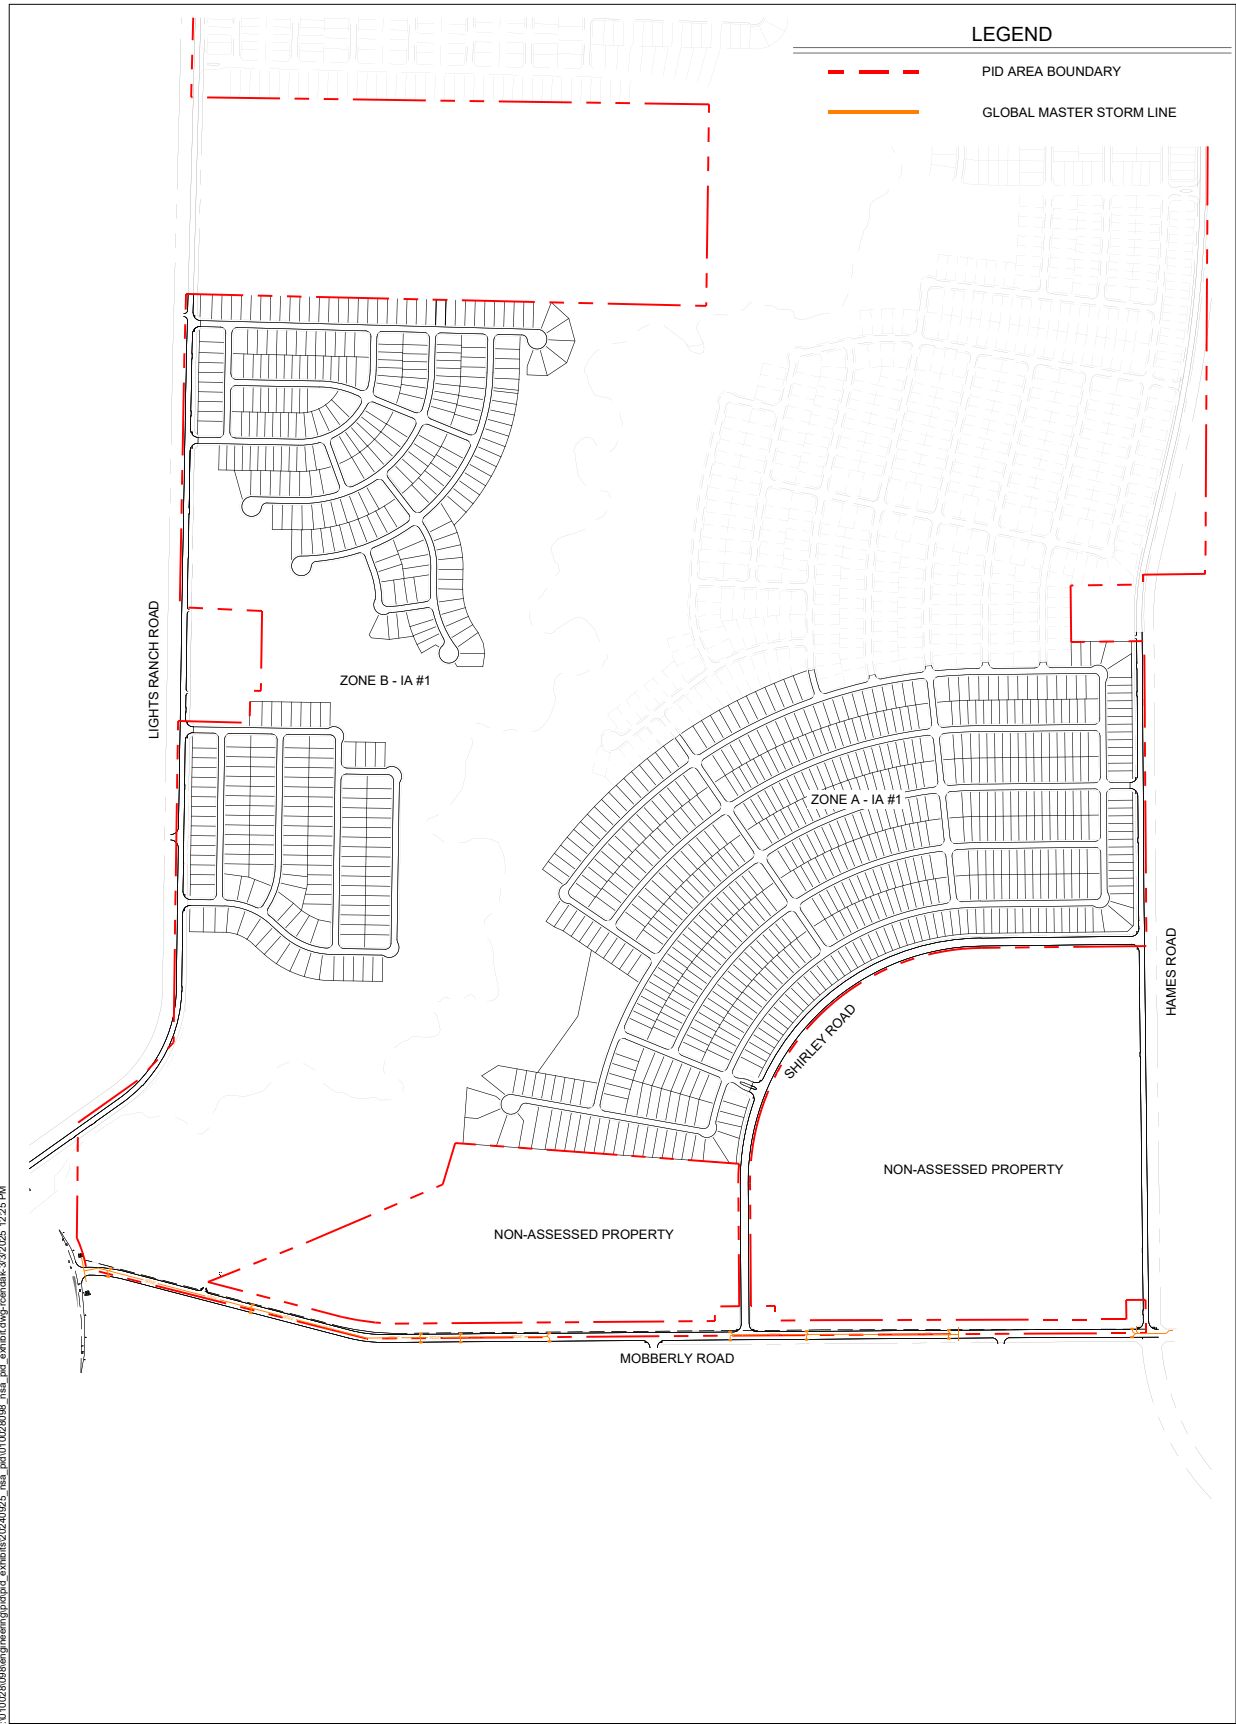 LEGEND
PID AREA BOUNDARY
GLOBAL MASTER STORM LINE
LIGHTS RANCH ROAD
ZONE B - IA #1
ZONE A - IA #1
HAMES ROAD
SHIRLEY ROAD
NON-ASSESSED PROPERTY
NON-ASSESSED PROPERTY
MOBBERLY ROAD